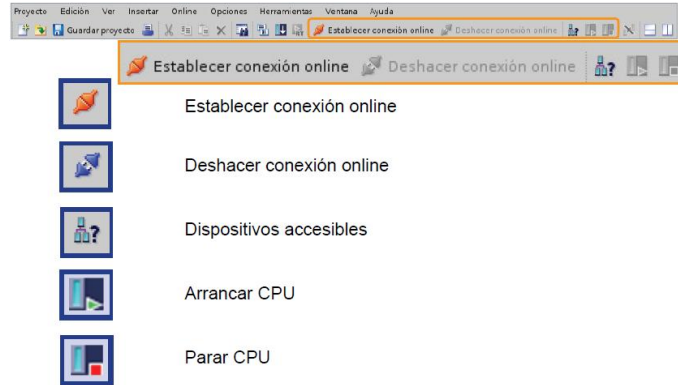 Proyecto Edición Ver Insertar Online Opciones Herramientas Ventana Ayuda
Guardar proyecto Establecer conexión online Deshacer conexión online
Establecer conexión online Deshacer conexión online
Establecer conexión online
Deshacer conexión online
Dispositivos accesibles
Arrancar CPU
Parar CPU